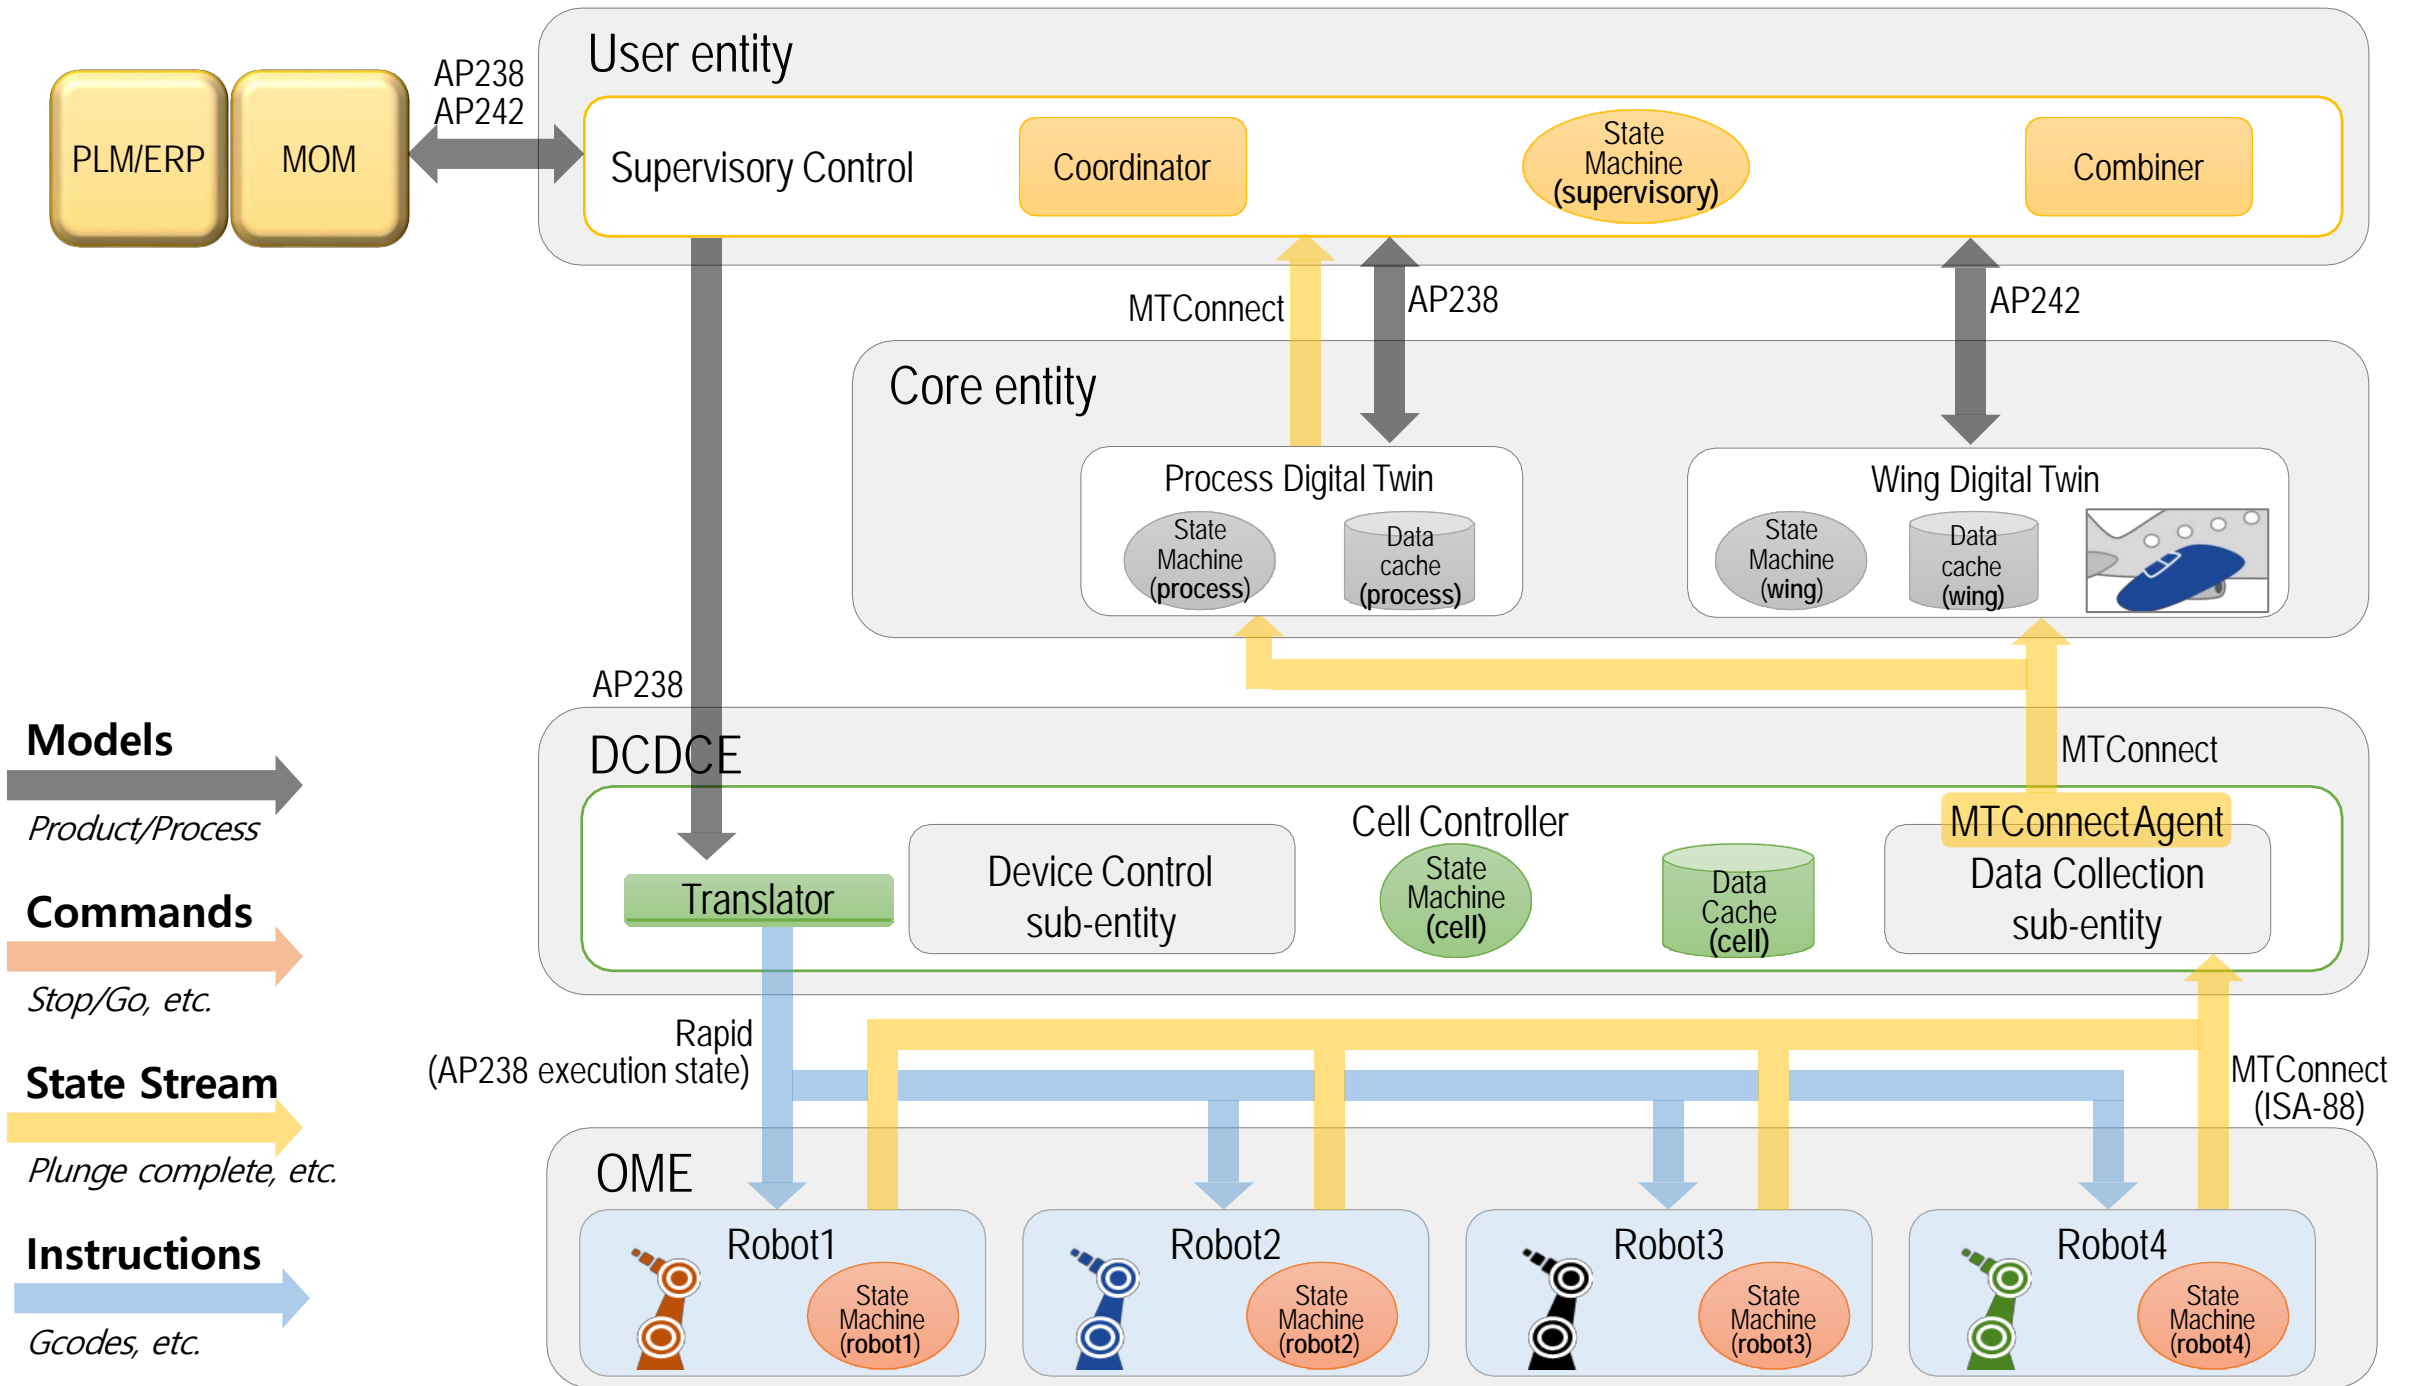 User entity
AP238
AP242
PLM/ERP
MOM
Supervisory Control
Coordinator
State
Machine
(supervisory)
Combiner
MTConnect
AP238
AP242
Core entity
Process Digital Twin
State
Machine
(process)
Data
cache
(process)
Wing Digital Twin
State
Machine
(wing)
Data
cache
(wing)
AP238
DCDCE
MTConnect
Cell Controller
MTConnect Agent
Translator
Device Control
sub-entity
State
Machine
(cell)
Data
Cache
(cell)
Data Collection
sub-entity
Rapid
(AP238 execution state)
MTConnect
(ISA-88)
OME
Robot1
State
Machine
(robot1)
Robot2
State
Machine
(robot2)
Robot3
State
Machine
(robot3)
Robot4
State
Machine
(robot4)
Models
Product/Process
Commands
Stop/Go, etc.
State Stream
Plunge complete, etc.
Instructions
Gcodes, etc.